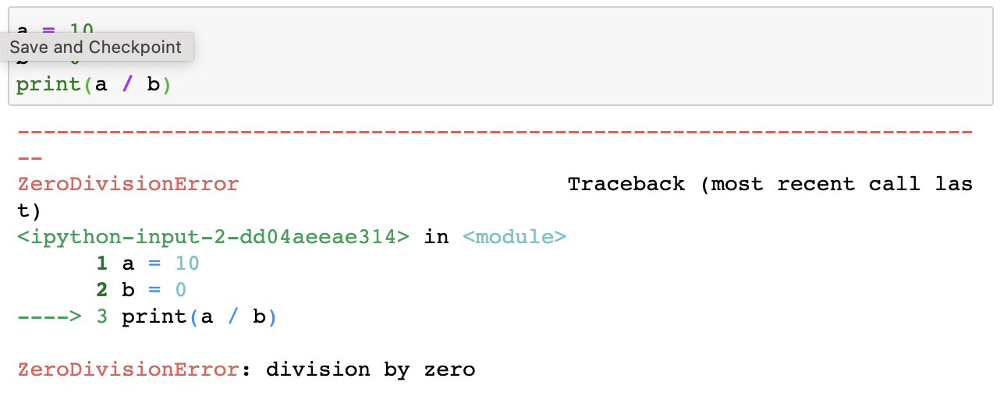 a = 10
Save and Checkpoint
print(a / b)
---------------------------------------------------------------------------
--
ZeroDivisionError                         Traceback (most recent call las
t)
<ipython-input-2-dd04aeeae314> in <module>
      1 a = 10
      2 b = 0
----> 3 print(a / b)
ZeroDivisionError: division by zero